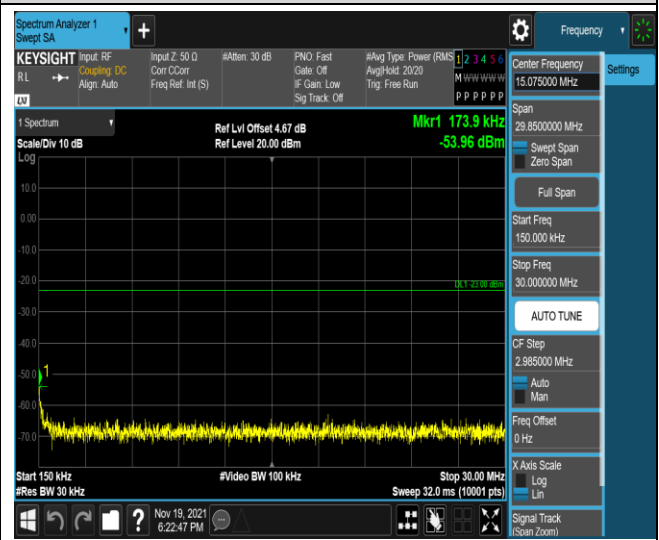 Spectrum Analyzer 1
Swept SA
Frequency
KEYSIGHT
RL
LXI
Input: RF
Coupling: DC
Align: Auto
Input Z: 50 Ω
Corr CCorr
Freq Ref: Int (S)
#Atten: 30 dB
PNO: Fast
Gate: Off
IF Gain: Low
Sig Track: Off
#Avg Type: Power (RMS
Avg|Hold: 20/20
Trig: Free Run
1 2 3 4 5 6
M W W W W W
P P P P P P
1 Spectrum
Scale/Div 10 dB
Log
Ref Lvl Offset 4.67 dB
Ref Level 20.00 dBm
Mkr1 173.9 kHz
-53.96 dBm
10.0
0.00
-10.0
-20.0
-30.0
-40.0
-50.0
-60.0
-70.0
DL1 -23.00 dBm
1
Start 150 kHz
#Res BW 30 kHz
#Video BW 100 kHz
Stop 30.00 MHz
Sweep 32.0 ms (10001 pts)
Nov 19, 2021
6:22:47 PM
Center Frequency
15.075000 MHz
Span
29.8500000 MHz
Swept Span
Zero Span
Full Span
Start Freq
150.000 kHz
Stop Freq
30.000000 MHz
AUTO TUNE
CF Step
2.985000 MHz
Auto
Man
Freq Offset
0 Hz
X Axis Scale
Log
Lin
Signal Track
(Span Zoom)
Settings